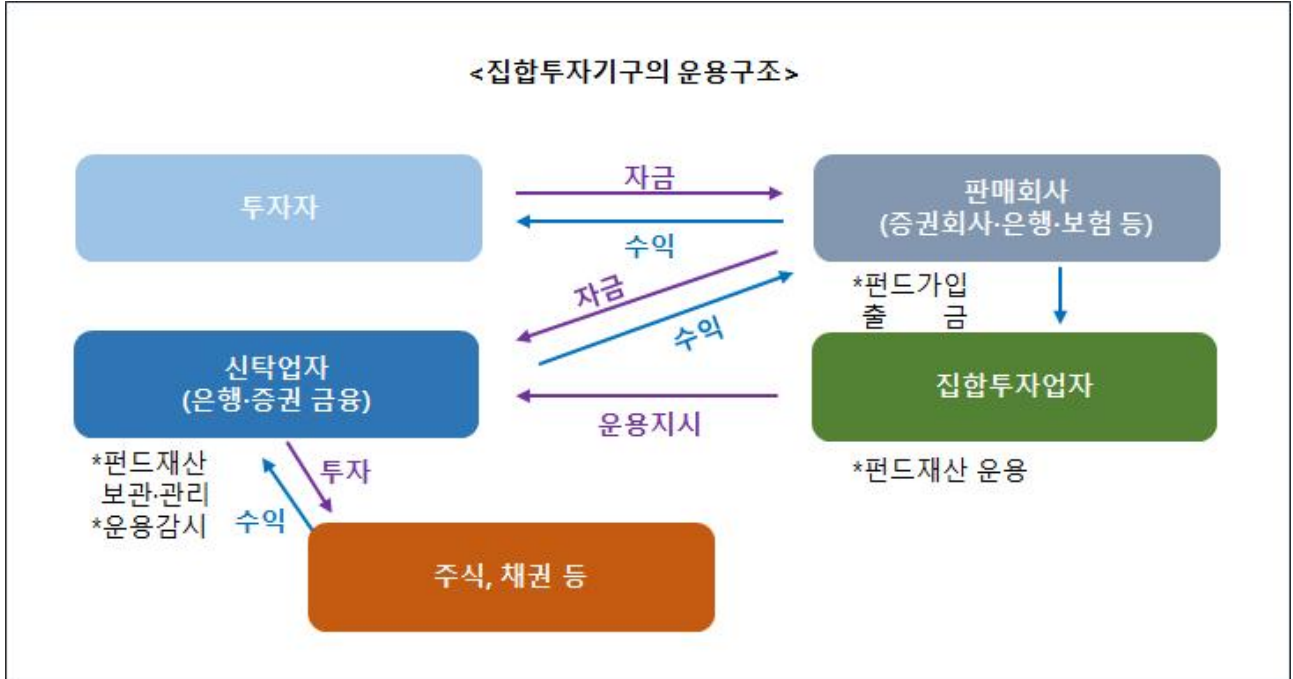 <집합투자기구의 운용구조>
투자자
자금
수익
판매회사
(증권회사·은행·보험 등)
자금
수익
*펀드가입
출 금
신탁업자
(은행·증권 금융)
운용지시
집합투자업자
*펀드재산
보관·관리
*운용감시
투자
수익
*펀드재산 운용
주식, 채권 등